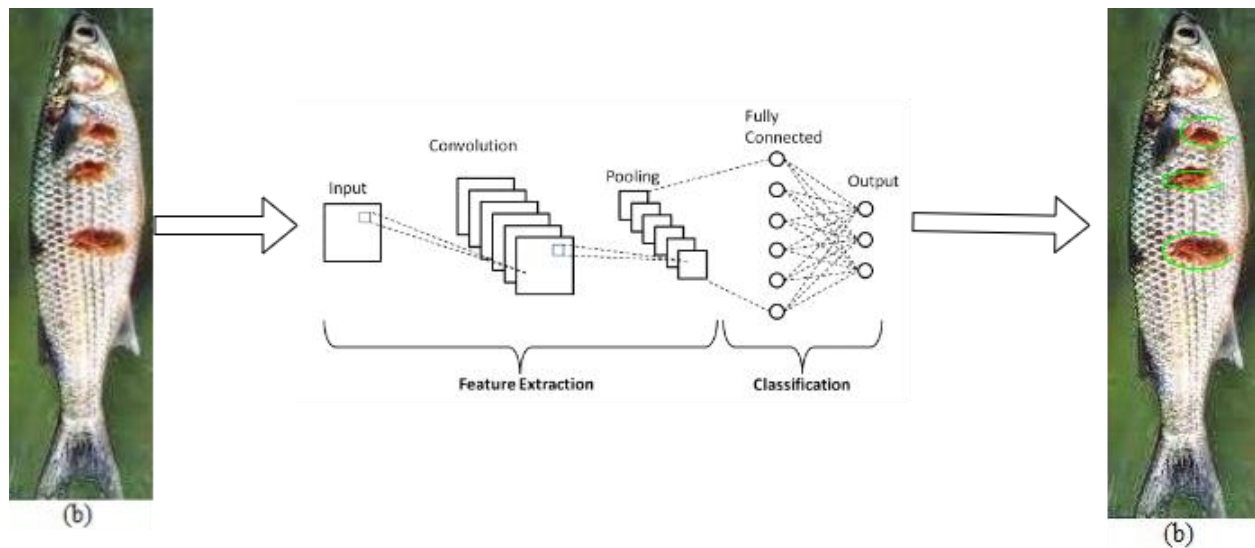 Input
Convolution
Pooling
Fully
Connected
Output
Feature Extraction
Classification
(b)
(b)